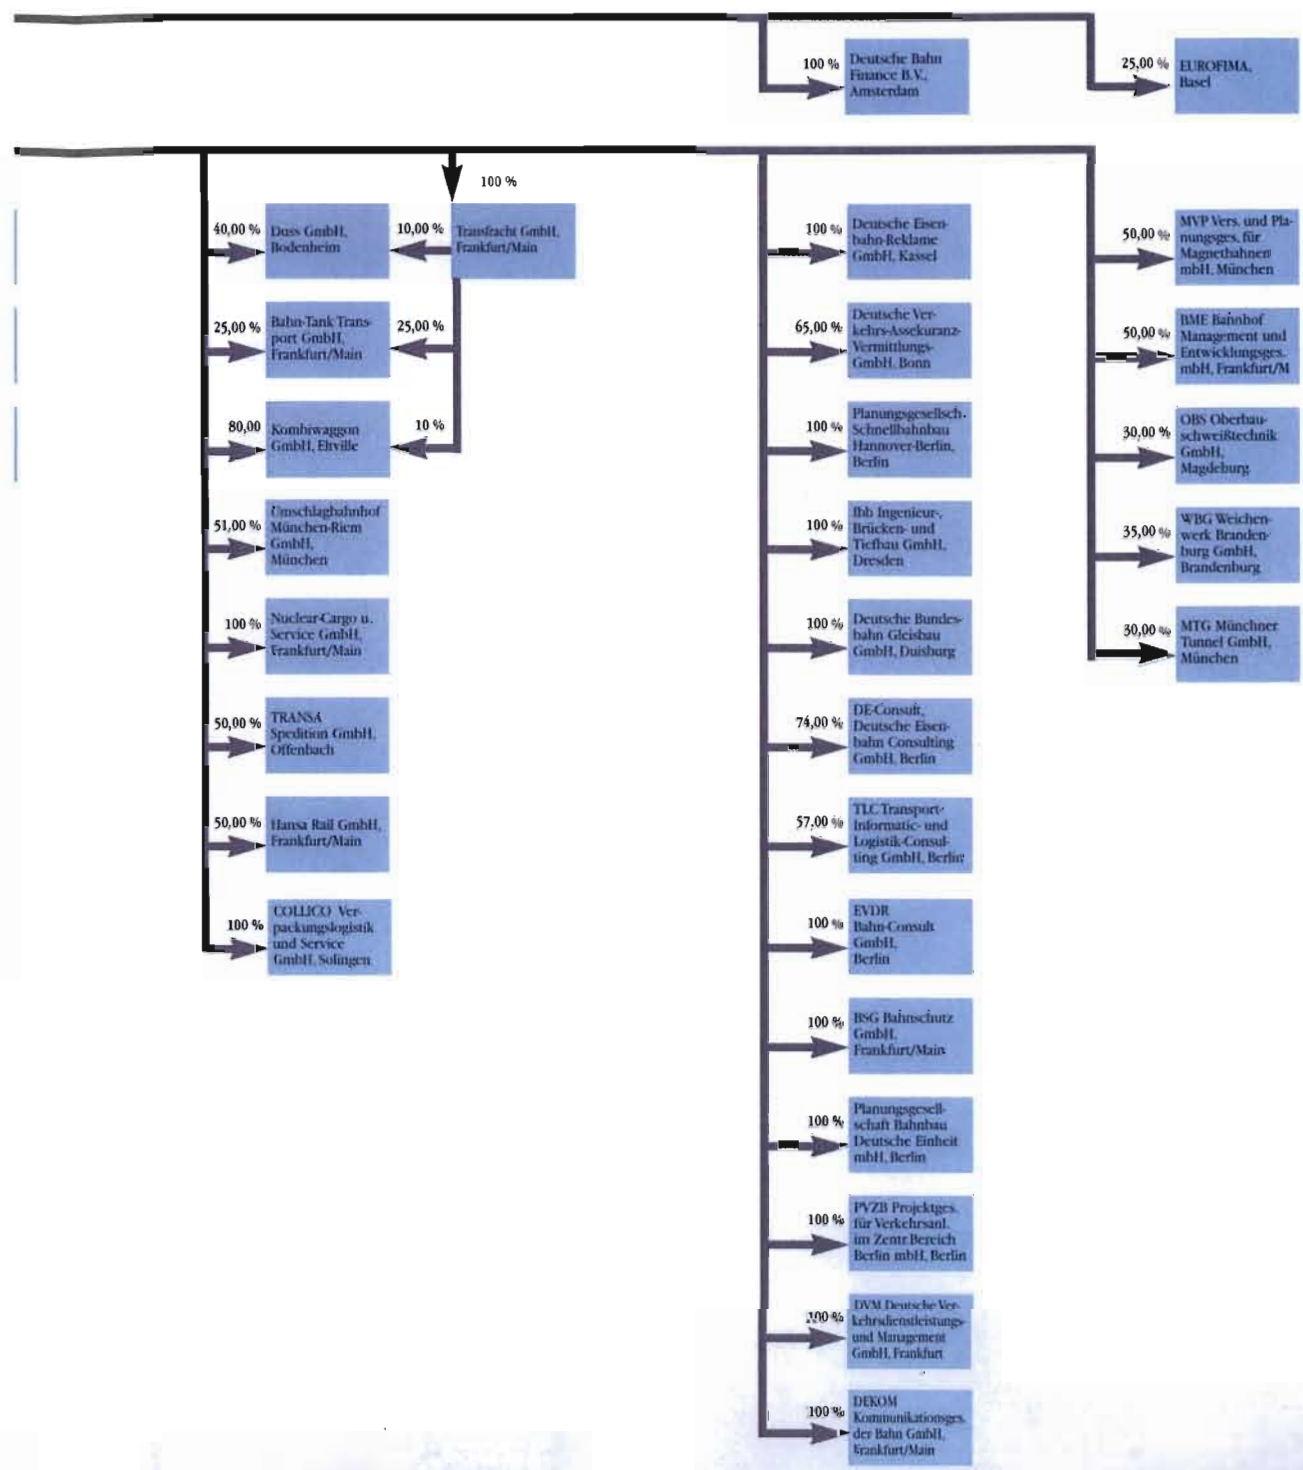 100 %
Deutsche Bahn
Finance B.V.,
Amsterdam
25,00 %
EUROFIMA,
Basel
100 %
40,00 %
Duss GmbH,
Bodenheim
10,00 %
Transfracht GmbH,
Frankfurt/Main
25,00 %
Bahn-Tank Trans-
port GmbH,
Frankfurt/Main
25,00 %
80,00
Kombiwaggon
GmbH, Eltville
10 %
51,00 %
Umschlagbahnhof
München-Riem
GmbH,
München
100 %
Nuclear-Cargo u.
Service GmbH,
Frankfurt/Main
50,00 %
TRANSA
Spedition GmbH,
Offenbach
50,00 %
Hansa Rail GmbH,
Frankfurt/Main
100 %
COLLICO Ver-
packungslogistik
und Service
GmbH, Solingen
100 %
Deutsche Eisen-
bahn-Reklame
GmbH, Kassel
65,00 %
Deutsche Ver-
kehrs-Assekuranz-
Vermittlungs-
GmbH, Bonn
100 %
Planungsgesellsch.
Schnellbahnbau
Hannover-Berlin,
Berlin
100 %
Ibb Ingenieur-,
Brücken- und
Tiefbau GmbH,
Dresden
100 %
Deutsche Bundes-
bahn Gleisbau
GmbH, Duisburg
74,00 %
DE-Consult,
Deutsche Eisen-
bahn Consulting
GmbH, Berlin
57,00 %
TLC Transport-
Informatic- und
Logistik-Consul-
ting GmbH, Berlin
100 %
EVDR
Bahn-Consult
GmbH,
Berlin
100 %
BSG Bahnschutz
GmbH,
Frankfurt/Main
100 %
Planungsgesell-
schaft Bahnbau
Deutsche Einheit
mbH, Berlin
100 %
PVZB Projektges.
für Verkehrsanl.
im Zentr.Bereich
Berlin mbH, Berlin
100 %
DVM Deutsche Ver-
kehrsdienstleistungs-
und Management
GmbH, Frankfurt
100 %
DEKOM
Kommunikationsges.
der Bahn GmbH,
Frankfurt/Main
50,00 %
MVP Vers. und Pla-
nungsges. für
Magnetbahnen
mbH, München
50,00 %
BME Bahnhof
Management und
Entwicklungsges.
mbH, Frankfurt/M
30,00 %
OBS Oberbau-
schweißtechnik
GmbH,
Magdeburg
35,00 %
WBG Weichen-
werk Branden-
burg GmbH,
Brandenburg
30,00 %
MTG Münchner
Tunnel GmbH,
München